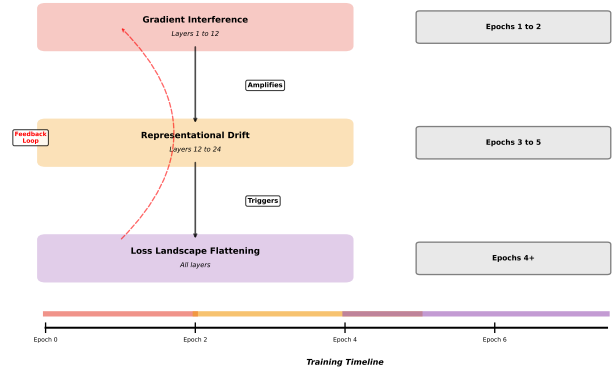 Gradient Interference
Layers 1 to 12
Epochs 1 to 2
Amplifies
Feedback
Loop
Representational Drift
Layers 12 to 24
Epochs 3 to 5
Triggers
Loss Landscape Flattening
All layers
Epochs 4+
Epoch 0
Epoch 2
Epoch 4
Epoch 6
Training Timeline